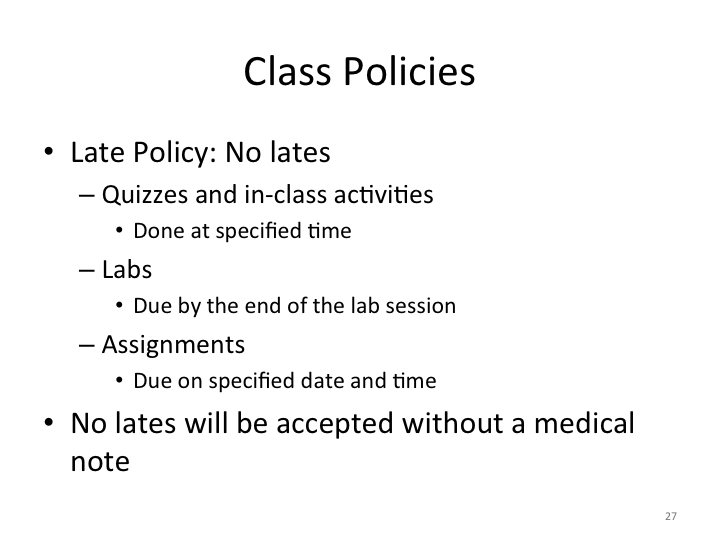 Class Policies
• Late Policy: No lates
– Quizzes and in-class activities
• Done at specified time
– Labs
• Due by the end of the lab session
– Assignments
• Due on specified date and time
• No lates will be accepted without a medical
note
27